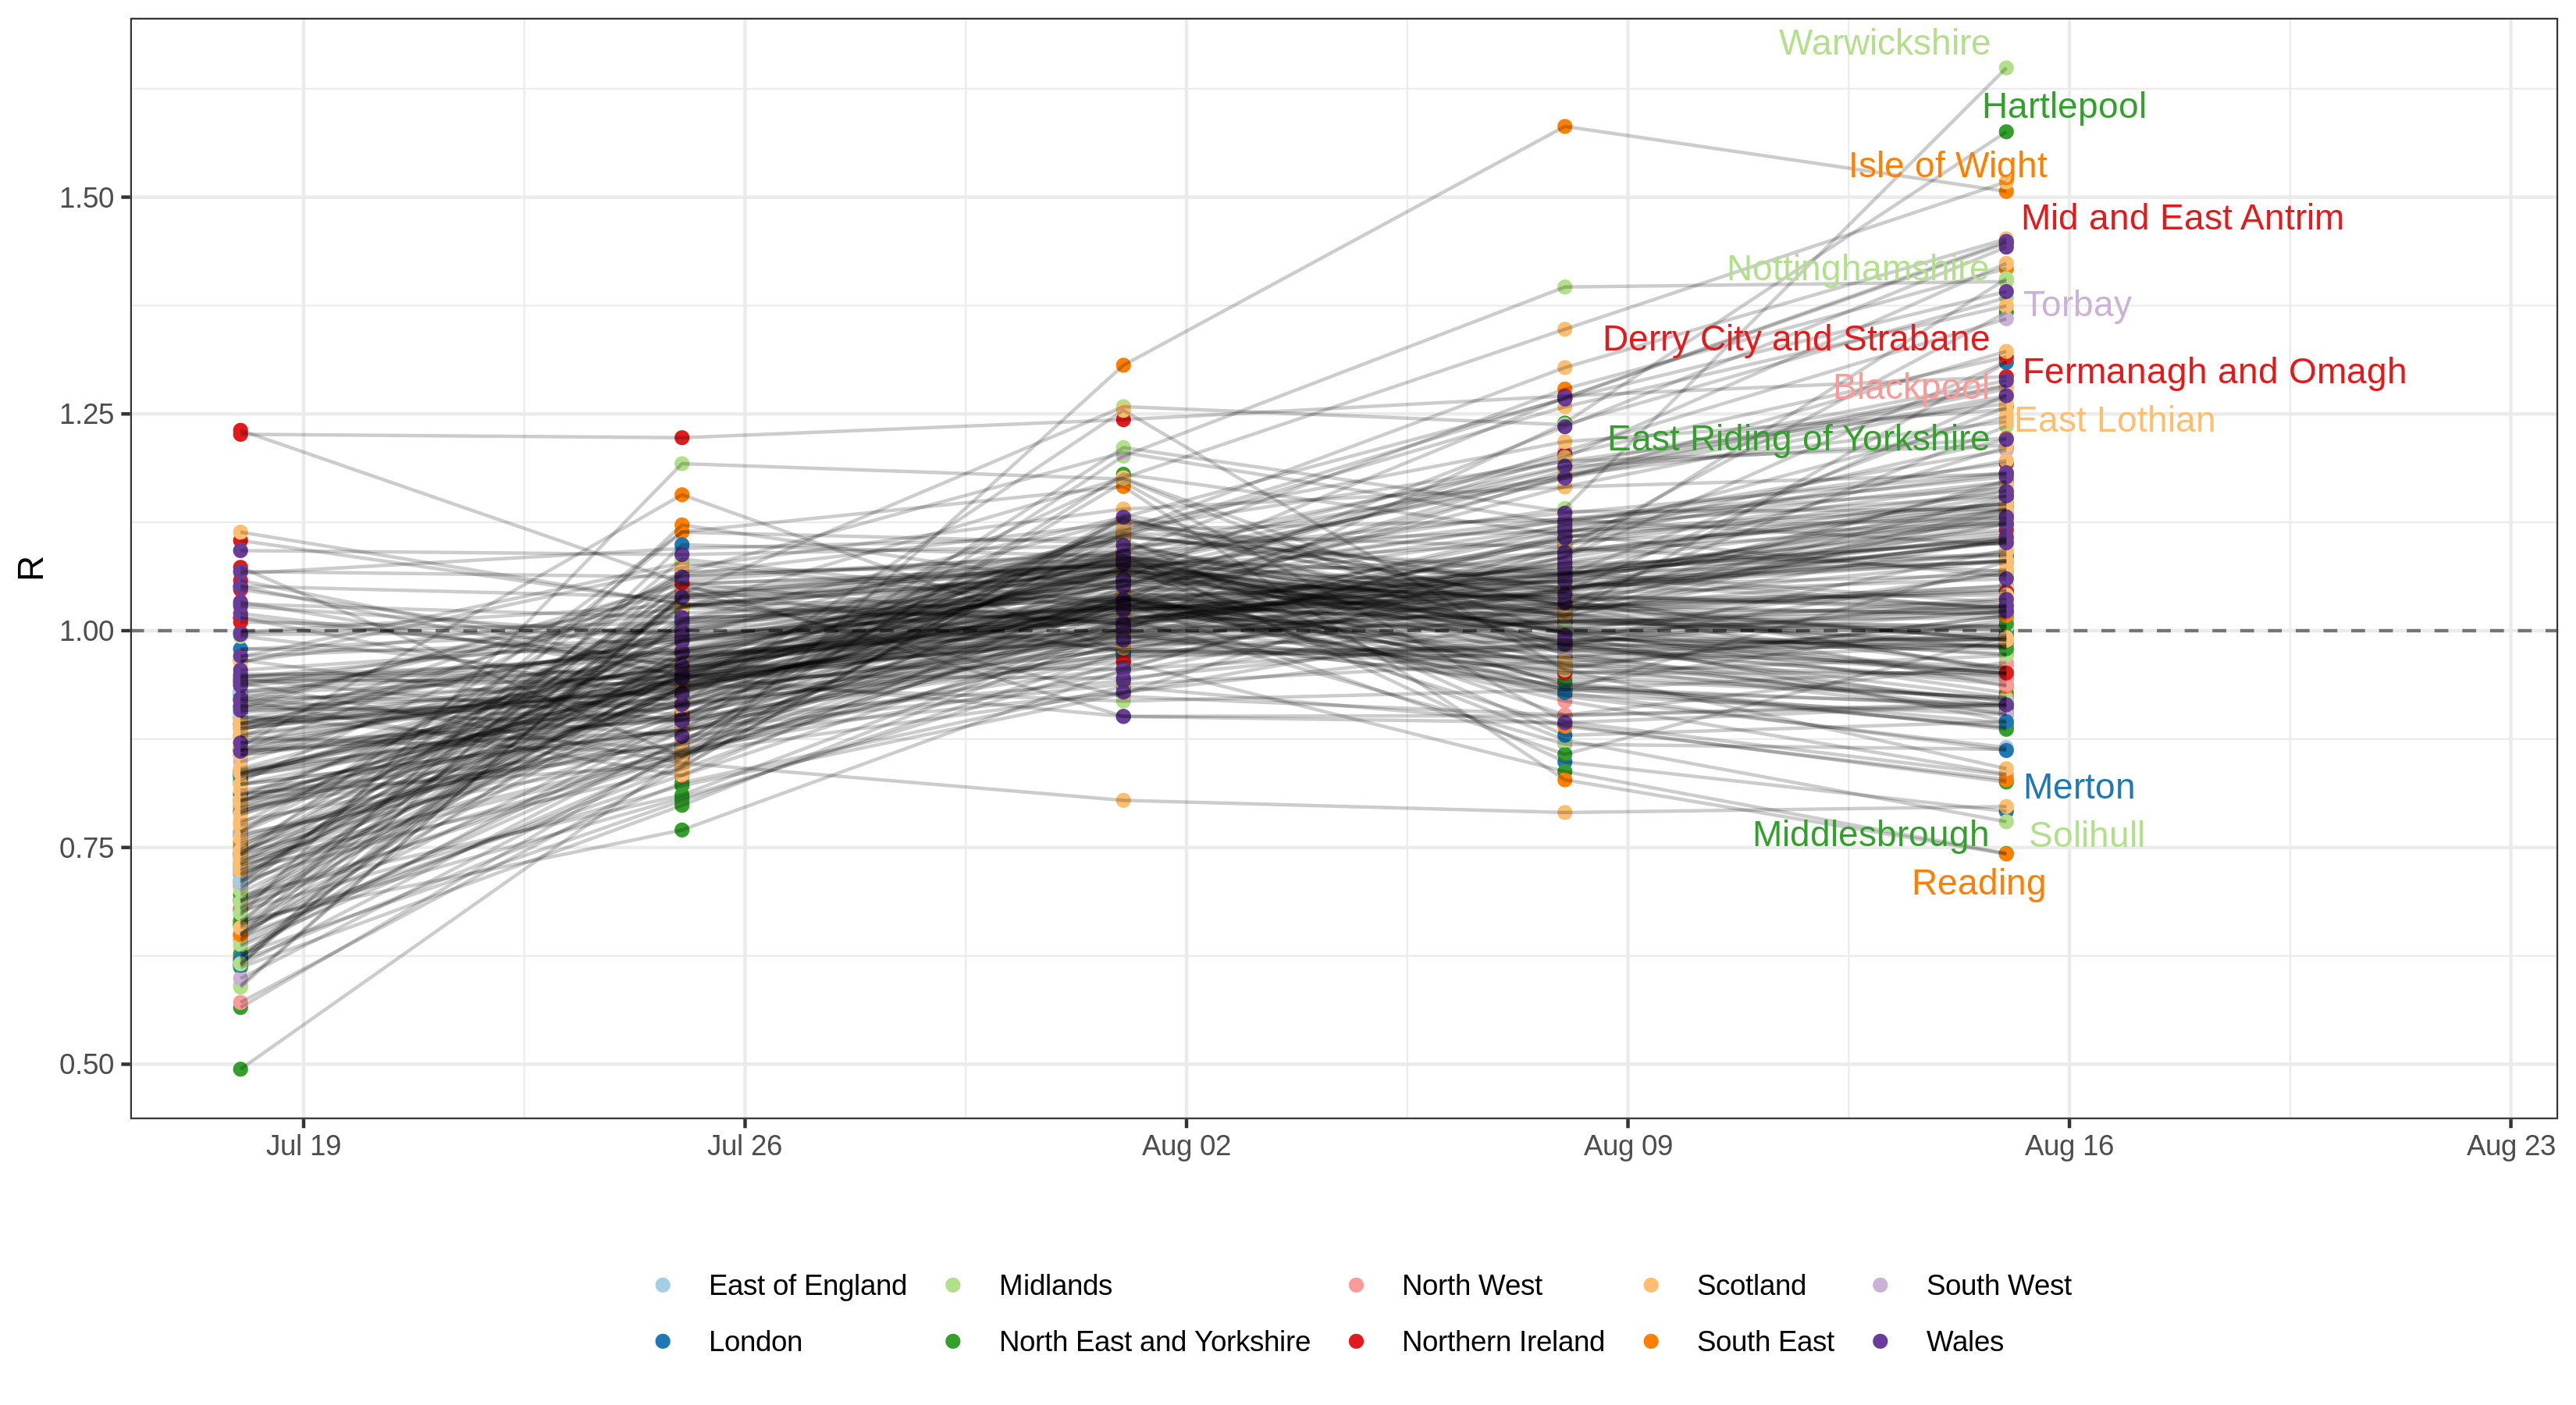 Warwickshire
Hartlepool
Isle of Wight
1.50
Mid and East Antrim
Nottinghamshire
Torbay
Derry City and Strabane
Fermanagh and Omagh
Blackpool
1.25
East Lothian
East Riding of Yorkshire
R
1.00
Merton
0.75
Middlesbrough
Solihull
Reading
0.50
Jul 19 Jul 26 Aug 02 Aug 09 Aug 16 Aug 23
East of England Midlands North West Scotland South West
London North East and Yorkshire Northern Ireland South East Wales